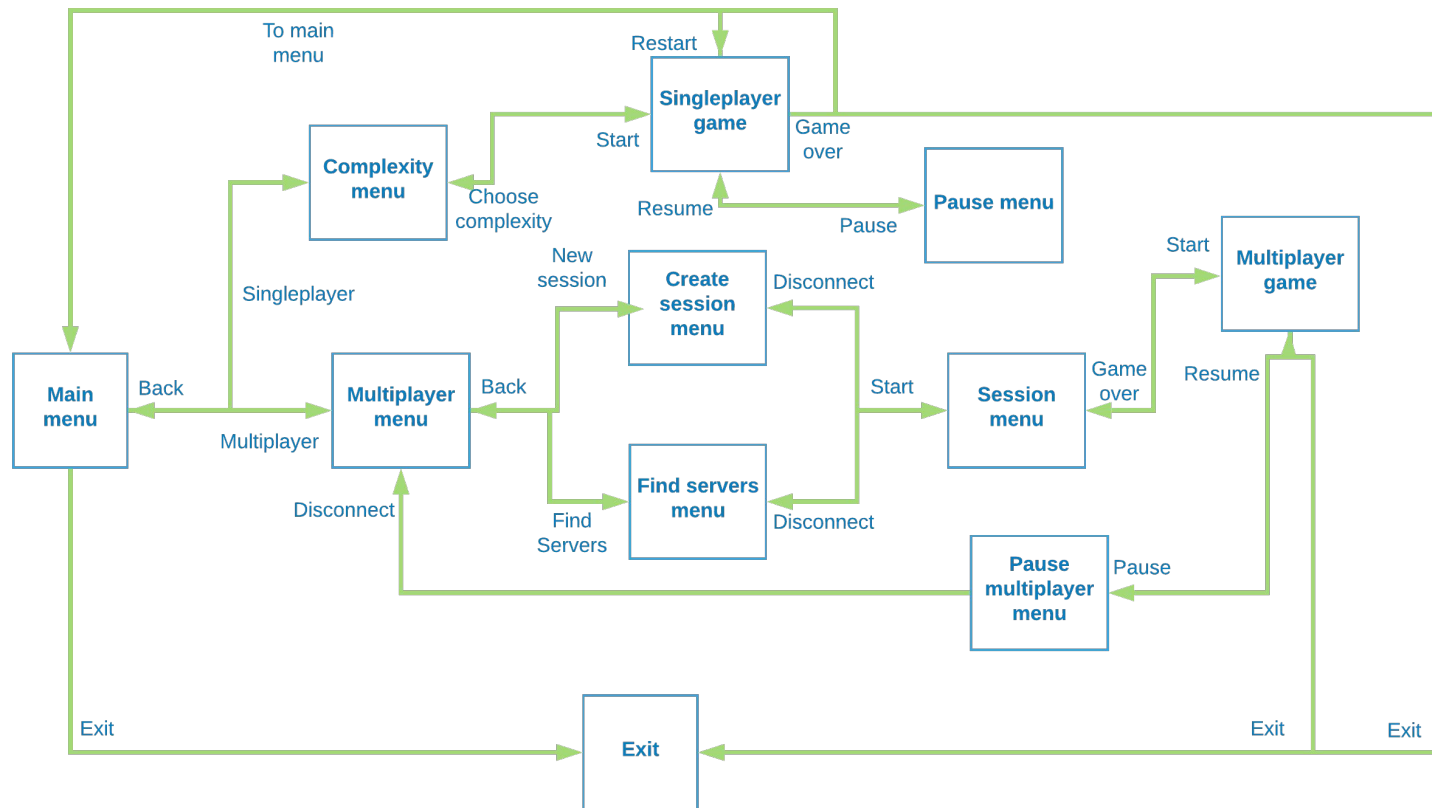 To main
menu
Restart
Singleplayer
game
Game
over
Start
Complexity
menu
Choose
complexity
Resume
Pause
Pause menu
Singleplayer
New
session
Create
session
menu
Disconnect
Start
Multiplayer
game
Main
menu
Back
Multiplayer
Multiplayer
menu
Back
Start
Session
menu
Game
over
Resume
Disconnect
Find
Servers
Find servers
menu
Disconnect
Pause
multiplayer
menu
Pause
Exit
Exit
Exit
Exit